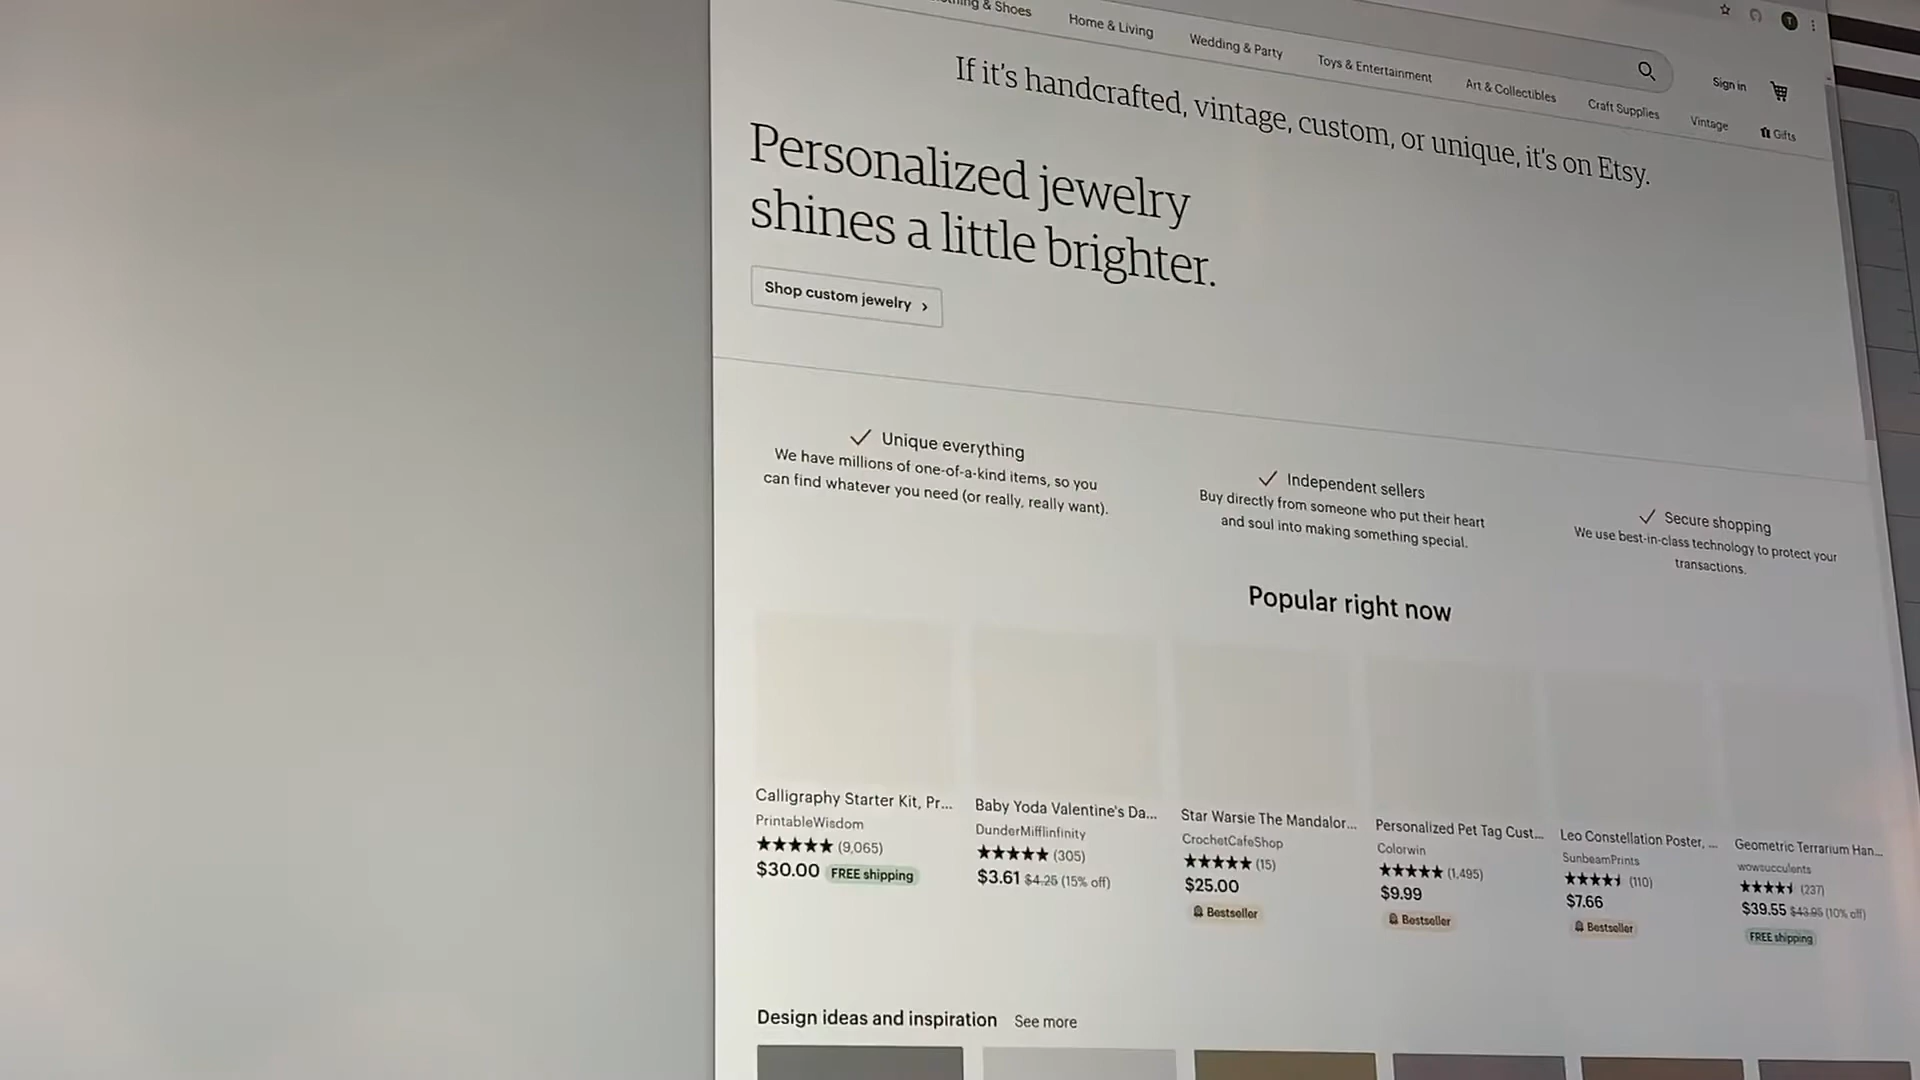 & Shoes
Home & Living
Wedding & Party
Toys & Entertainment
Art & Collectibles
Craft Supplies
Vintage
Gifts
Sign in
T
If it's handcrafted, vintage, custom, or unique, it's on Etsy.
Personalized jewelry
shines a little brighter.
Shop custom jewelry >
Unique everything
We have millions of one-of-a-kind items, so you
can find whatever you need (or really, really want).
Independent sellers
Buy directly from someone who put their heart
and soul into making something special.
Secure shopping
We use best-in-class technology to protect your
transactions.
Popular right now
Calligraphy Starter Kit, Pr...
PrintableWisdom
★★★★★ (9,065)
$30.00 FREE shipping
Baby Yoda Valentine's Da...
DunderMifflinfinity
★★★★★ (305)
$3.61 $4.25 (15% off)
Star Warsie The Mandalor...
CrochetCafeShop
★★★★★ (15)
$25.00
Bestseller
Personalized Pet Tag Cust...
Colorwin
★★★★★ (1,495)
$9.99
Bestseller
Leo Constellation Poster, ...
SunbeamPrints
(110)
$7.66
Bestseller
Geometric Terrarium Han...
wowsucculents
(237)
$39.55 $43.95 (10% off)
FREE shipping
Design ideas and inspiration See more